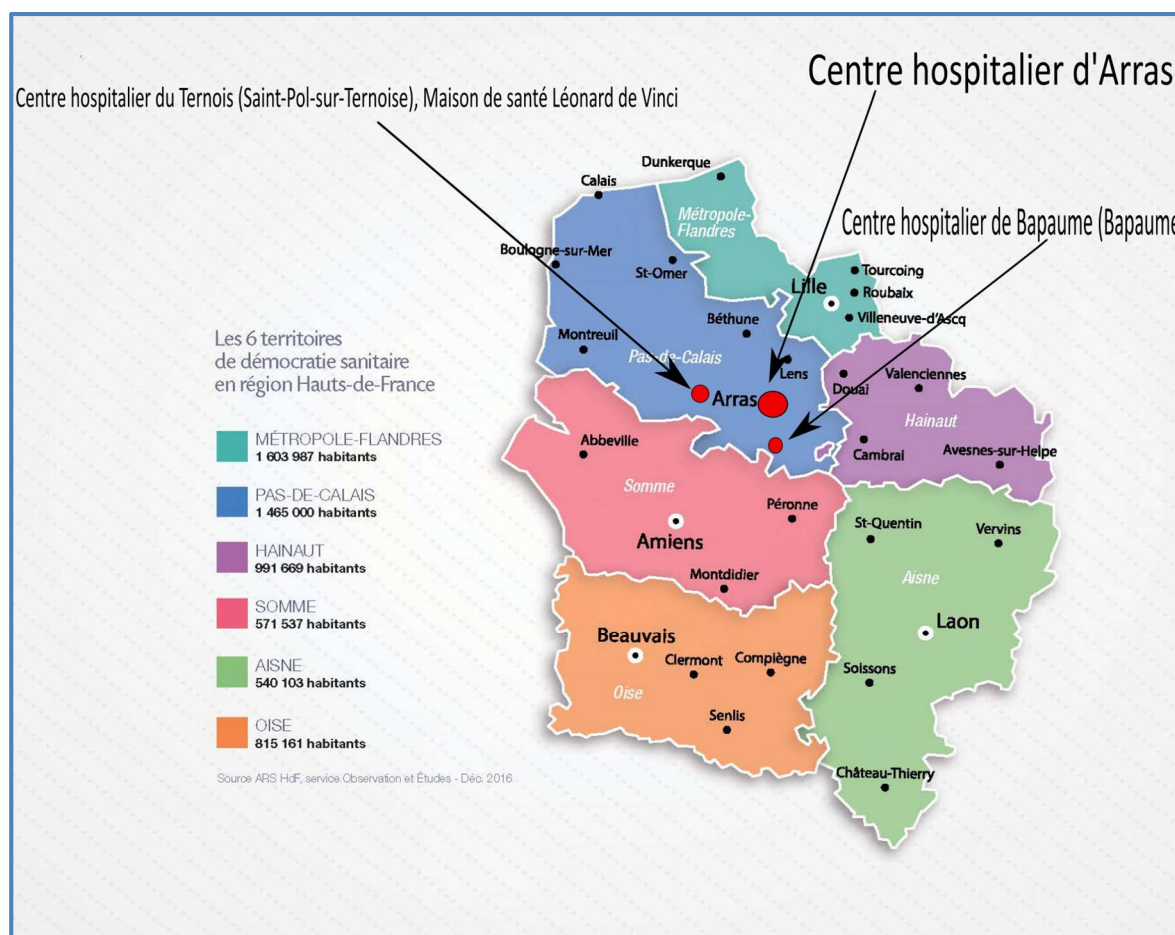 Centre hospitalier d'Arras
Centre hospitalier du Ternois (Saint-Pol-sur-Ternoise), Maison de santé Léonard de Vinci
Centre hospitalier de Bapaume (Bapaume
Dunkerque
Calais
Métropole-
Flandres
Boulogne-sur-Mer
St-Omer
Tourcoing
Lille
Roubaix
Villeneuve-d'Ascq
Béthune
Montreuil
Pas-de-Calais
Lens
Douai
Valenciennes
Arras
Hainaut
Cambrai
Avesnes-sur-Helpe
Abbeville
Somme
Péronne
Amiens
St-Quentin
Vervins
Montdidier
Aisne
Laon
Beauvais
Clermont
Compiègne
Soissons
Oise
Senlis
Château-Thierry
Les 6 territoires
de démocratie sanitaire
en région Hauts-de-France
MÉTROPOLE-FLANDRES
1 603 987 habitants
PAS-DE-CALAIS
1 465 000 habitants
HAINAUT
991 669 habitants
SOMME
571 537 habitants
AISNE
540 103 habitants
OISE
815 161 habitants
Source ARS HdF, service Observation et Études - Déc. 2016